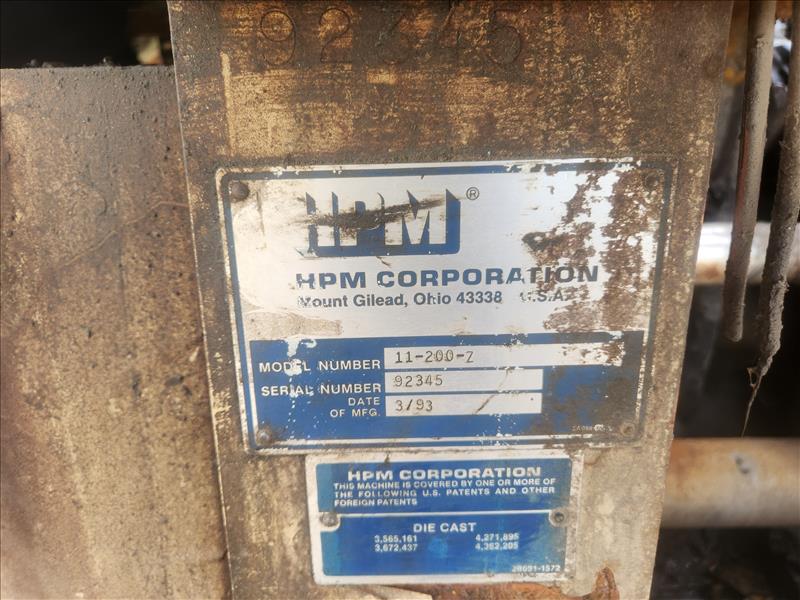 92345
HPM®
HPM CORPORATION
Mount Gilead, Ohio 43338 U.S.A.
MODEL NUMBER 11-200-Z
SERIAL NUMBER 92345
DATE
OF MFG. 3/93
HPM CORPORATION
THIS MACHINE IS COVERED BY ONE OR MORE OF
THE FOLLOWING U.S. PATENTS AND OTHER
FOREIGN PATENTS
DIE CAST
3,565,161 4,271,895
3,672,437 4,362,205
28691-1572